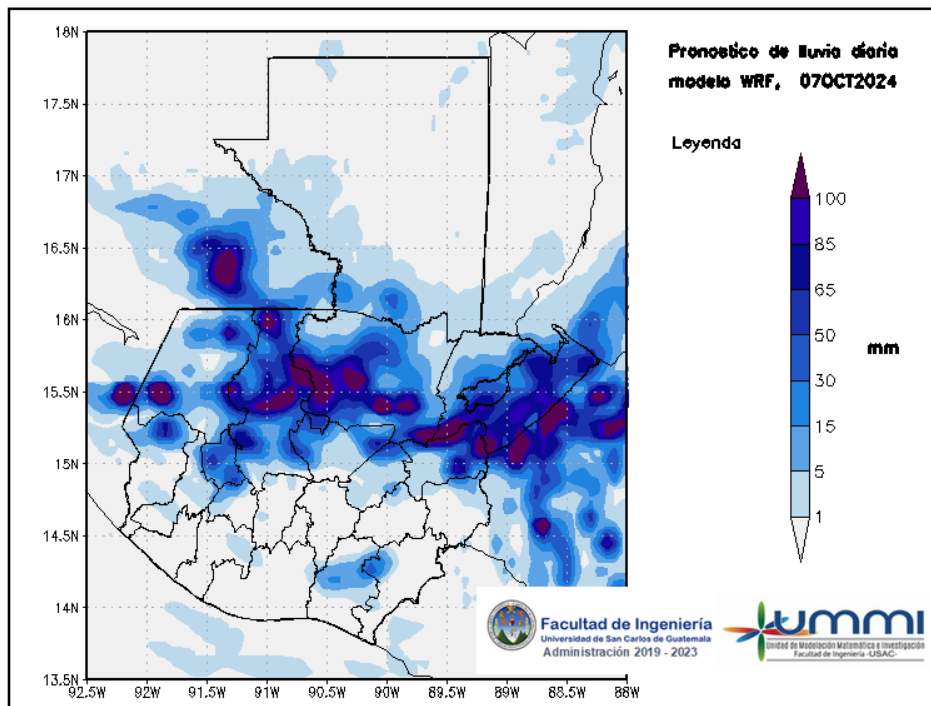 18N
17.5N
17N
16.5N
16N
15.5N
15N
14.5N
14N
13.5N
92.5W
92W
91.5W
91W
90.5W
90W
89.5W
89W
88.5W
88W
Pronostico de lluvia diaria
modelo WRF, 07OCT2024
Leyenda
100
85
65
50
30
15
5
1
mm
Facultad de Ingeniería
Universidad de San Carlos de Guatemala
Administración 2019 - 2023
ummi
Unidad de Modelación Matemática e Investigación
Facultad de Ingeniería -USAC-